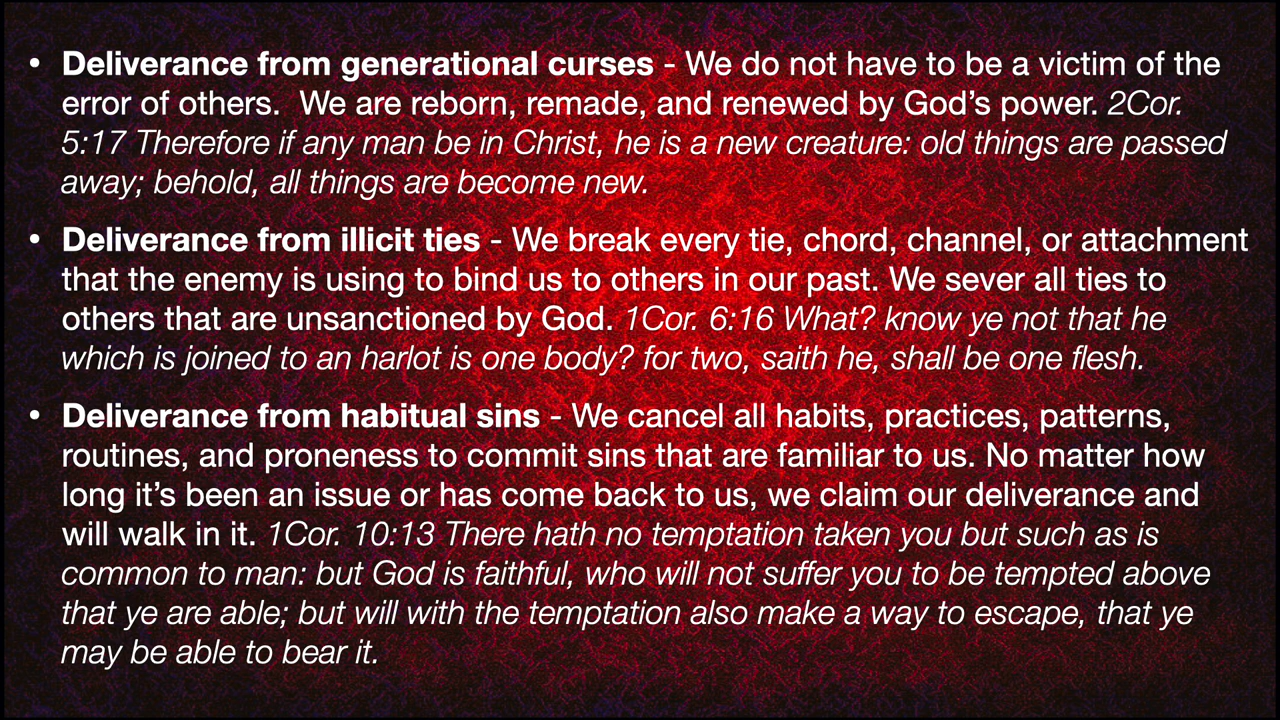 • Deliverance from generational curses - We do not have to be a victim of the
error of others.  We are reborn, remade, and renewed by God’s power. 2Cor.
5:17 Therefore if any man be in Christ, he is a new creature: old things are passed
away; behold, all things are become new.
• Deliverance from illicit ties - We break every tie, chord, channel, or attachment
that the enemy is using to bind us to others in our past. We sever all ties to
others that are unsanctioned by God. 1Cor. 6:16 What? know ye not that he
which is joined to an harlot is one body? for two, saith he, shall be one flesh.
• Deliverance from habitual sins - We cancel all habits, practices, patterns,
routines, and proneness to commit sins that are familiar to us. No matter how
long it’s been an issue or has come back to us, we claim our deliverance and
will walk in it. 1Cor. 10:13 There hath no temptation taken you but such as is
common to man: but God is faithful, who will not suffer you to be tempted above
that ye are able; but will with the temptation also make a way to escape, that ye
may be able to bear it.